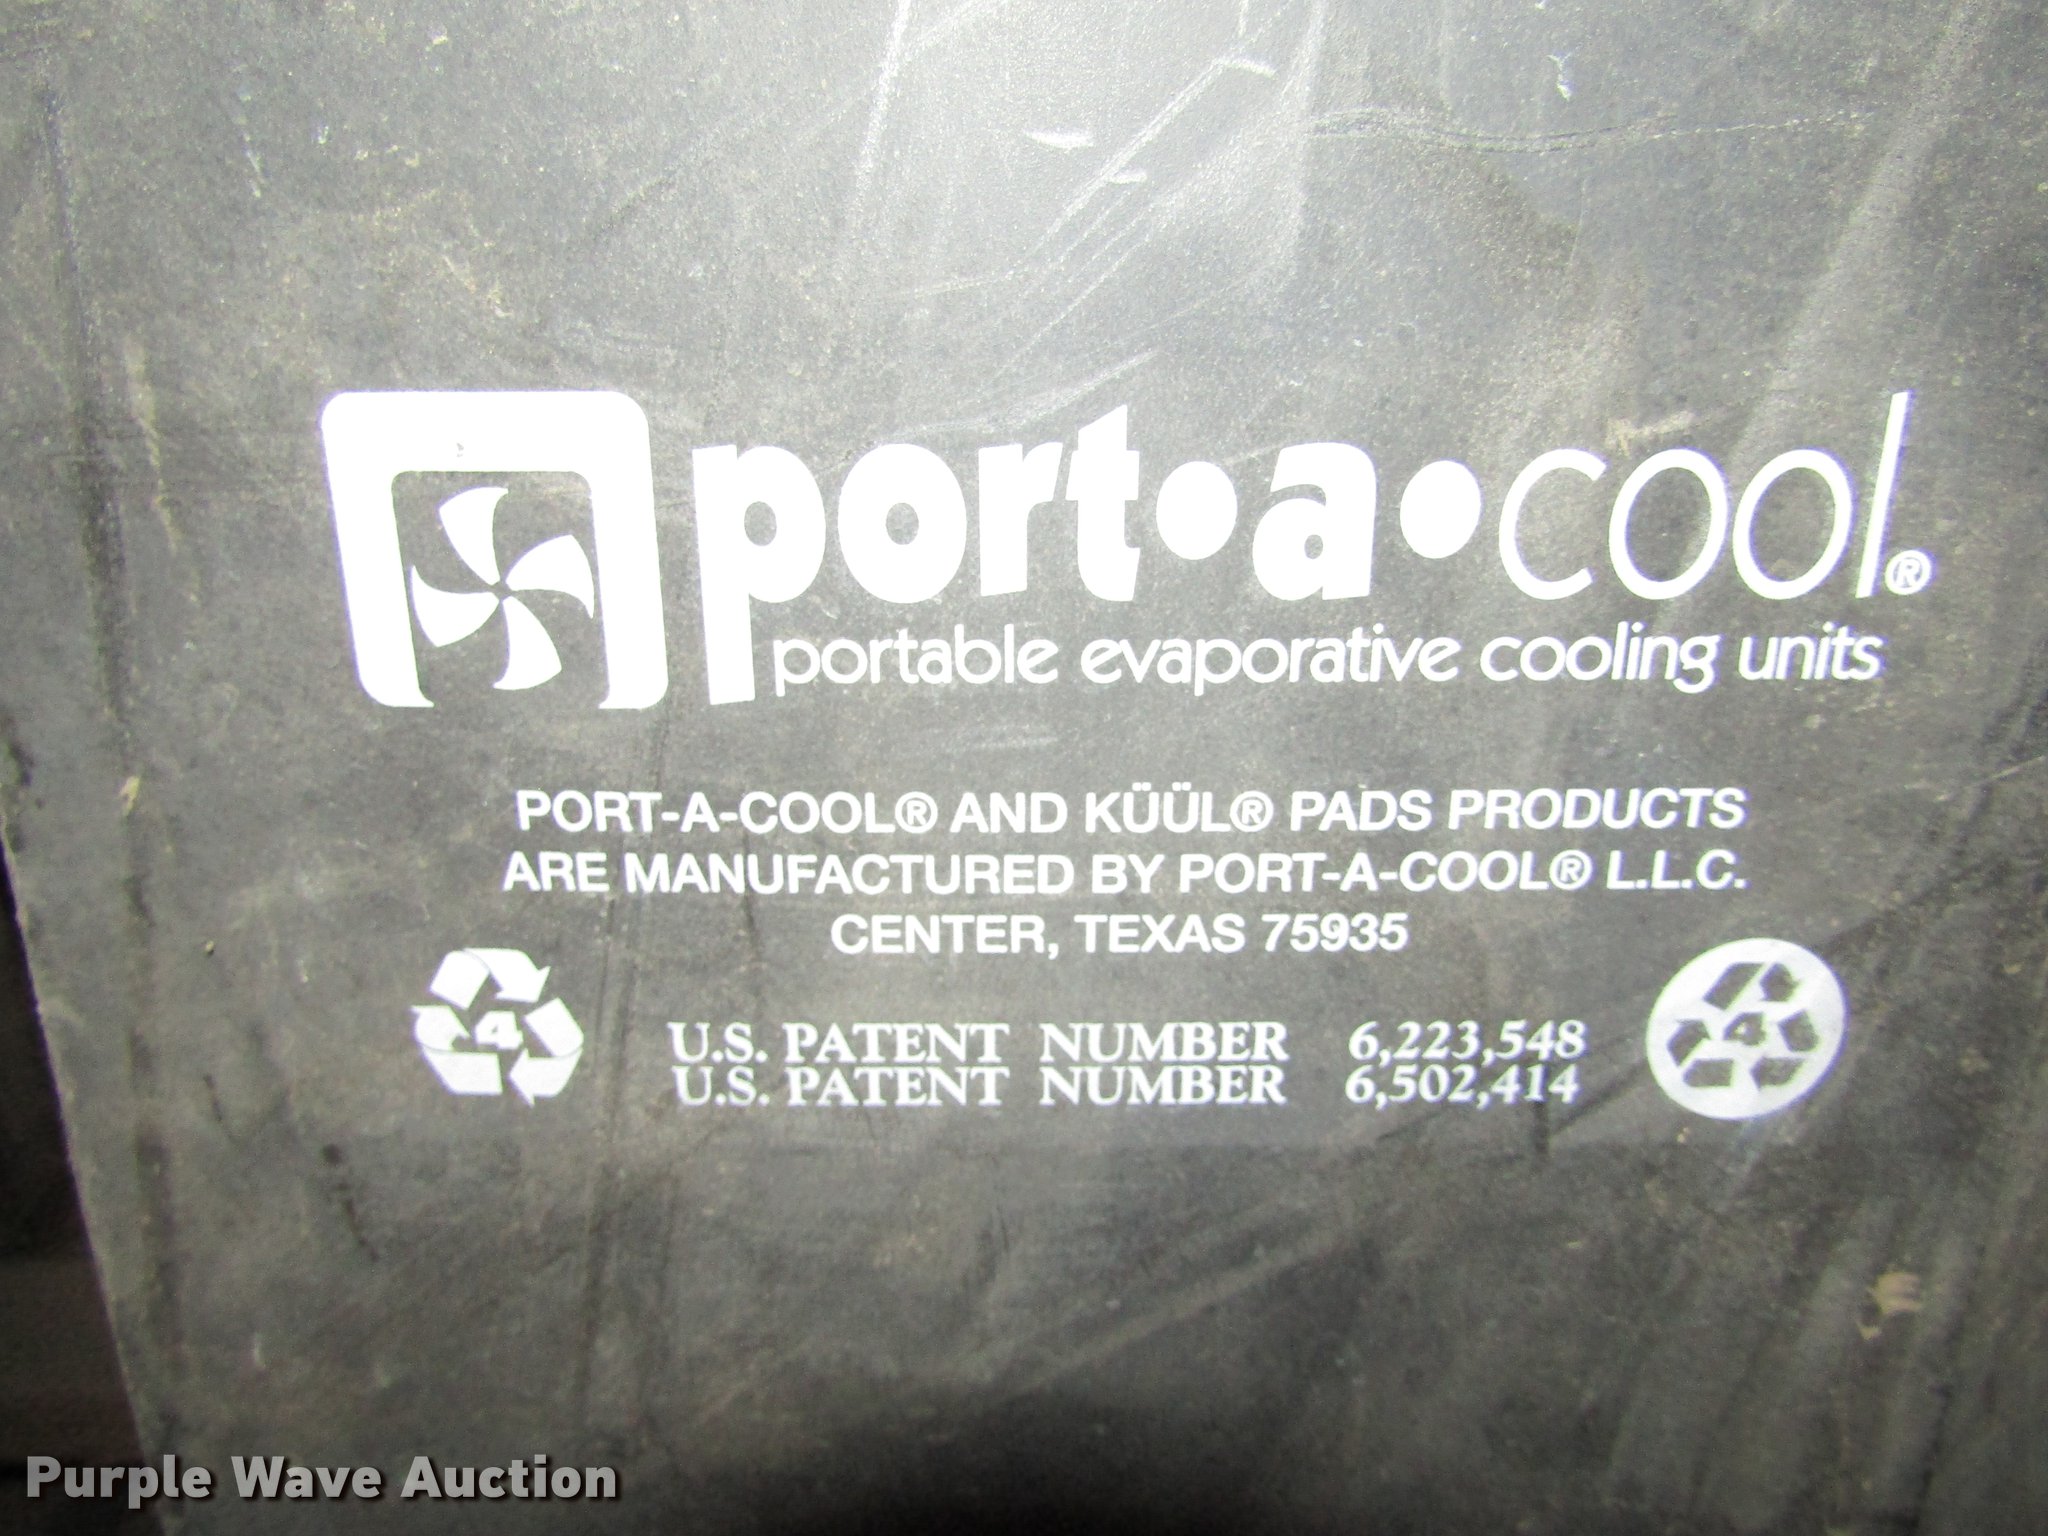 port•a•cool®
portable evaporative cooling units
PORT-A-COOL® AND KÜÜL® PADS PRODUCTS
ARE MANUFACTURED BY PORT-A-COOL® L.L.C.
CENTER, TEXAS 75935
4
U.S. PATENT NUMBER 6,223,548
U.S. PATENT NUMBER 6,502,414
4
Purple Wave Auction